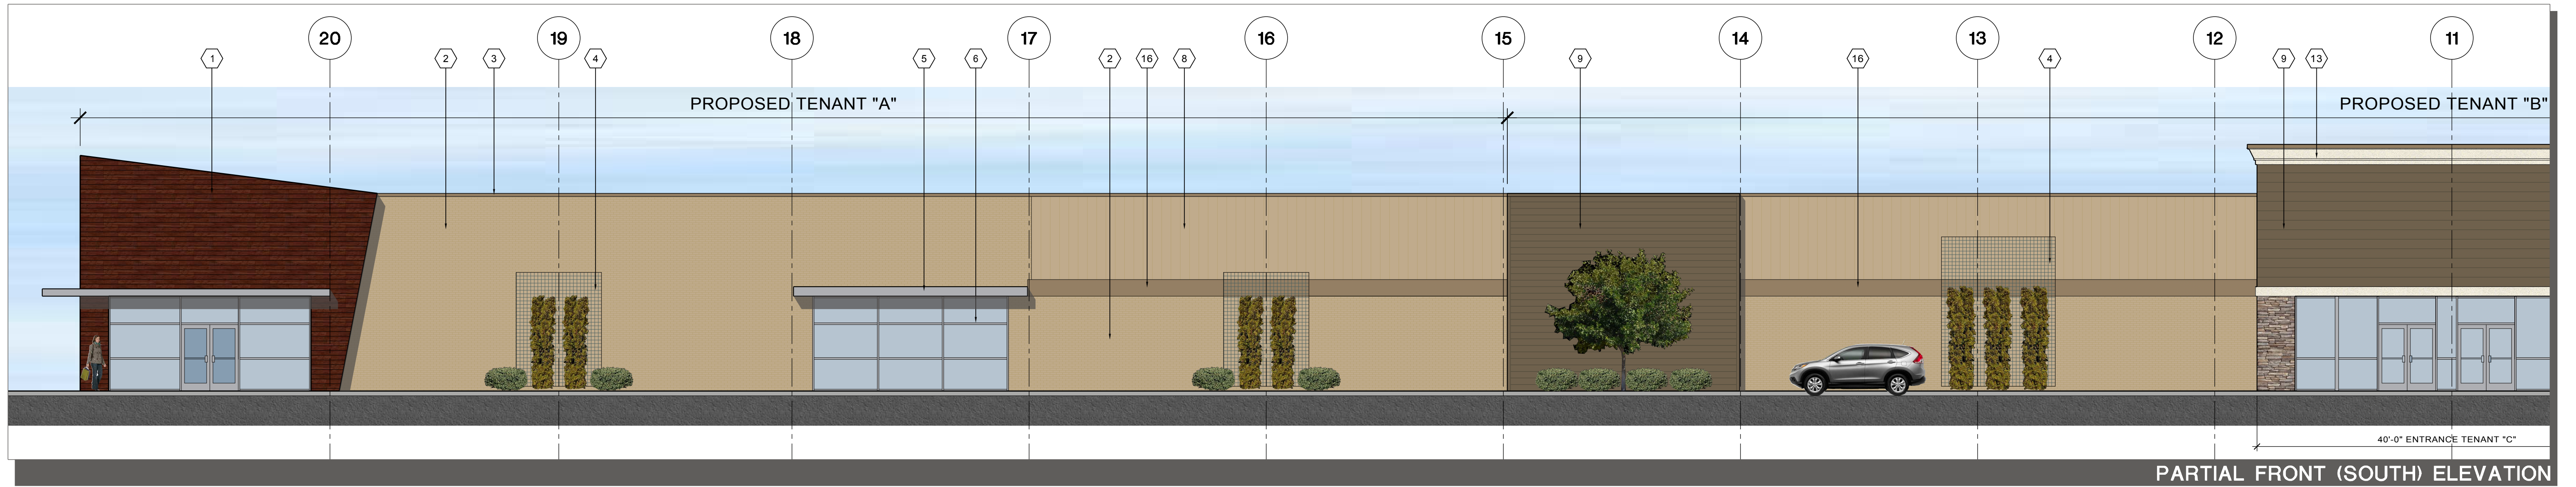 20 19 18 17 16 15 14 13 12 11
1 2 3 4 5 6 2 16 8 9 16 4 9 13
PROPOSED TENANT "A" PROPOSED TENANT "B"
40'-0" ENTRANCE TENANT "C"
PARTIAL FRONT (SOUTH) ELEVATION